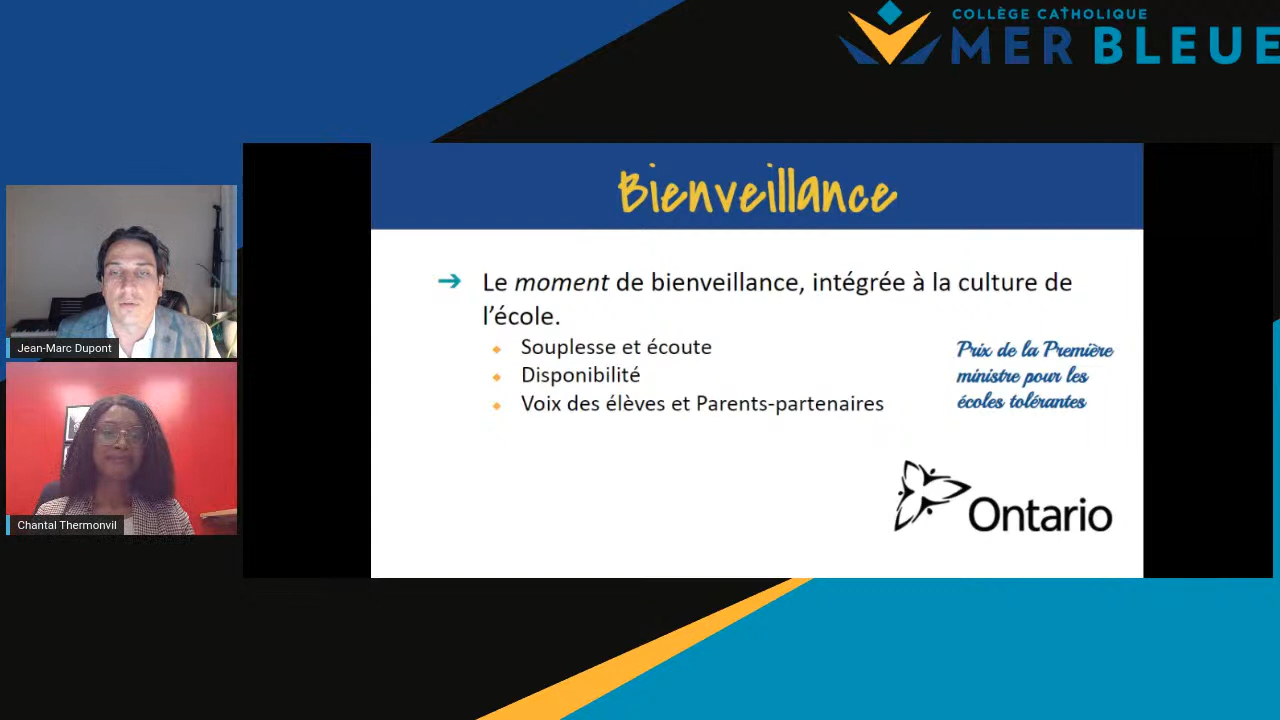 COLLÈGE CATHOLIQUE
MER BLEUE
Bienveillance
➔ Le moment de bienveillance, intégrée à la culture de
l’école.
Souplesse et écoute
Disponibilité
Voix des élèves et Parents-partenaires
Prix de la Première
ministre pour les
écoles tolérantes
Ontario
Jean-Marc Dupont
Chantal Thermonvil